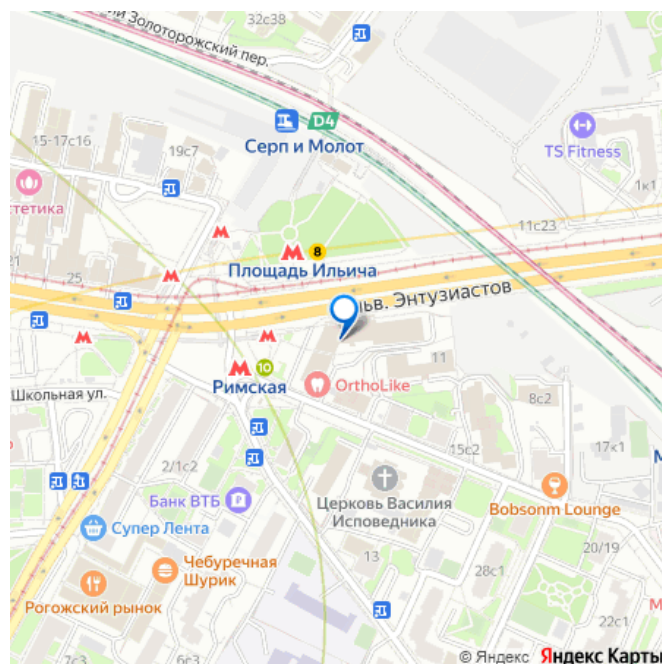 32с38
Золоторожский пер.
D4
Серп и Молот
15-17с16
19с7
TS Fitness
1к1
стетика
21
25
8
Площадь Ильича
11с23
ьв. Энтузиастов
10
Римская
OrthoLike
11
8с2
Школьная ул.
15с2
17к1
2/1с2
Банк ВТБ
Церковь Василия
Исповедника
Bobsonm Lounge
Супер Лента
Чебуречная
Шурик
13
20/19
28с1
Рогожский рынок
22с1
7с3
6с3
© Яндекс Яндекс Карты